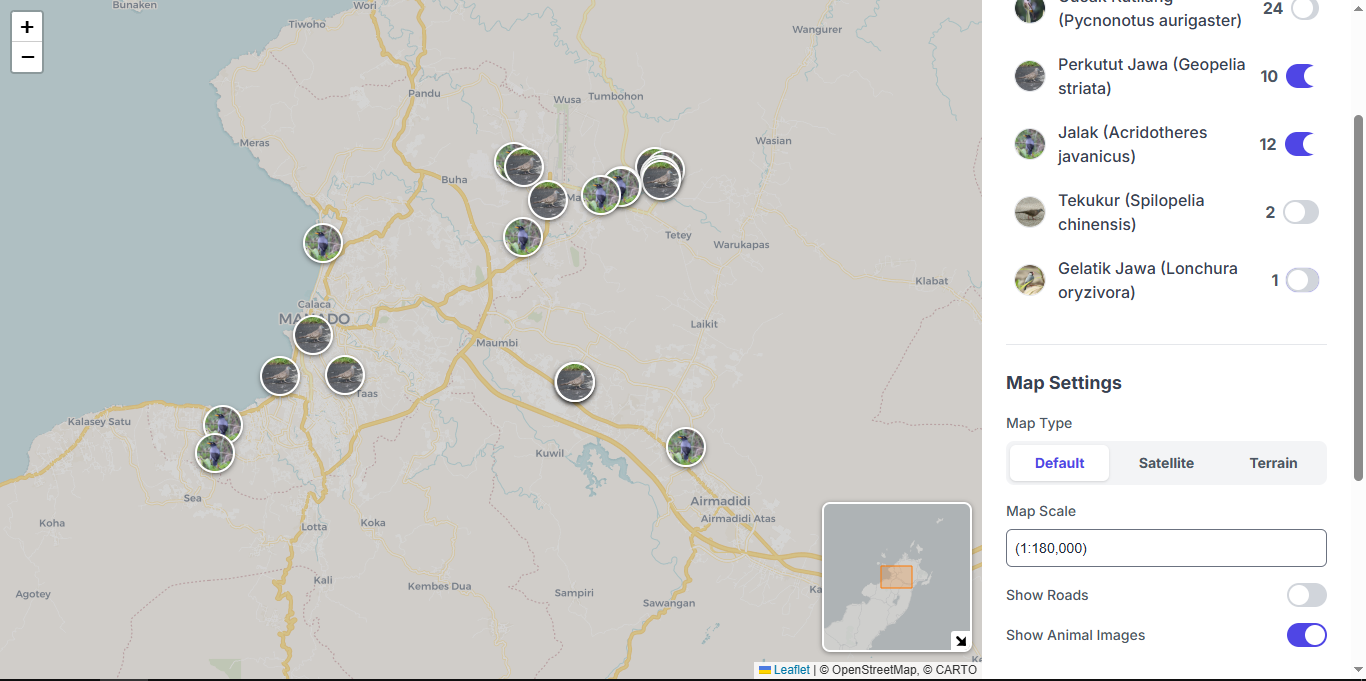 +
−
Bunaken
Wori
Tiwoho
Wangurer
Pandu
Wusa
Tumbohon
Meras
Wasian
Buha
Tetey
Warukapas
Klabat
Calaca
MANADO
Laikit
Maumbi
Taas
Kalasey Satu
Kuwil
Sea
Airmadidi
Airmadidi Atas
Koha
Koka
Lotta
Kali
Kembes Dua
Sampiri
Agotey
Sawangan
Leaflet | © OpenStreetMap, © CARTO
(Pycnonotus aurigaster)
24
Perkutut Jawa (Geopelia
striata)
10
Jalak (Acridotheres
javanicus)
12
Tekukur (Spilopelia
chinensis)
2
Gelatik Jawa (Lonchura
oryzivora)
1
Map Settings
Map Type
Default Satellite Terrain
Map Scale
(1:180,000)
Show Roads
Show Animal Images